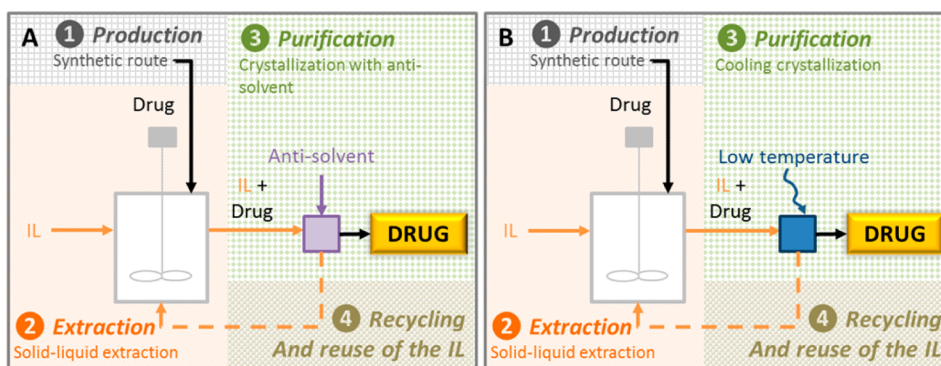 A
1 Production
Synthetic route
3 Purification
Crystallization with anti-
solvent
Drug
Anti-solvent
IL +
Drug
IL
DRUG
2 Extraction
Solid-liquid extraction
4 Recycling
And reuse of the IL
B
1 Production
Synthetic route
3 Purification
Cooling crystallization
Drug
Low temperature
IL +
Drug
IL
DRUG
2 Extraction
Solid-liquid extraction
4 Recycling
And reuse of the IL